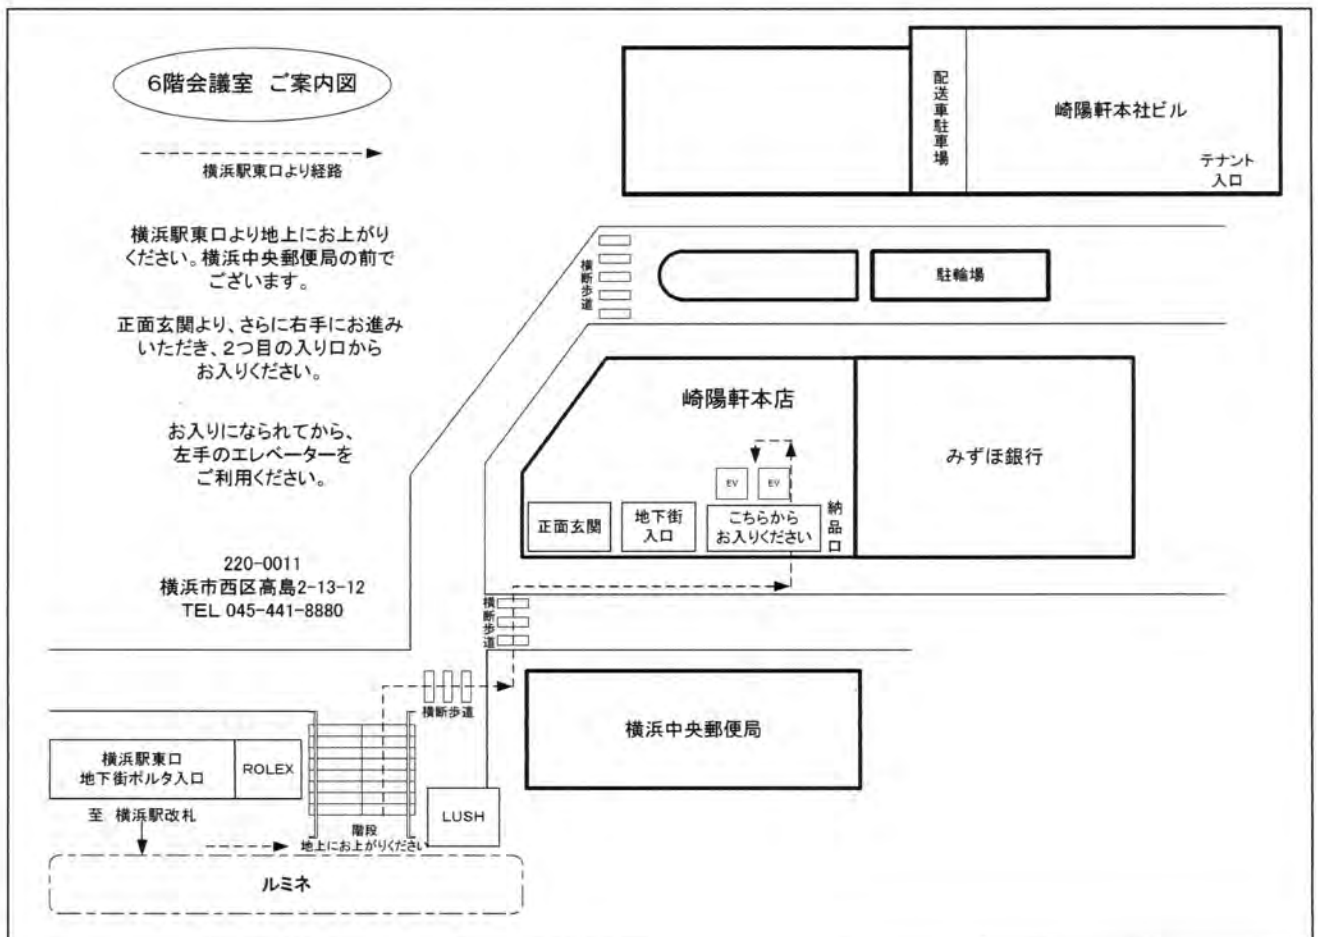 6階会議室 ご案内図
横浜駅東口より経路
横浜駅東口より地上にお上がり
ください。横浜中央郵便局の前で
ございます。
正面玄関より、さらに右手にお進み
いただき、2つ目の入り口から
お入りください。
お入りになられてから、
左手のエレベーターを
ご利用ください。
220-0011
横浜市西区高島2-13-12
TEL 045-441-8880
配送車駐車場
崎陽軒本社ビル
テナント
入口
横断歩道
駐輪場
崎陽軒本店
みずほ銀行
EV
EV
正面玄関
地下街
入口
こちらから
お入りください
納品口
横断歩道
横断歩道
横浜中央郵便局
横浜駅東口
地下街ポルタ入口
ROLEX
LUSH
至 横浜駅改札
階段
地上にお上がりください
ルミネ